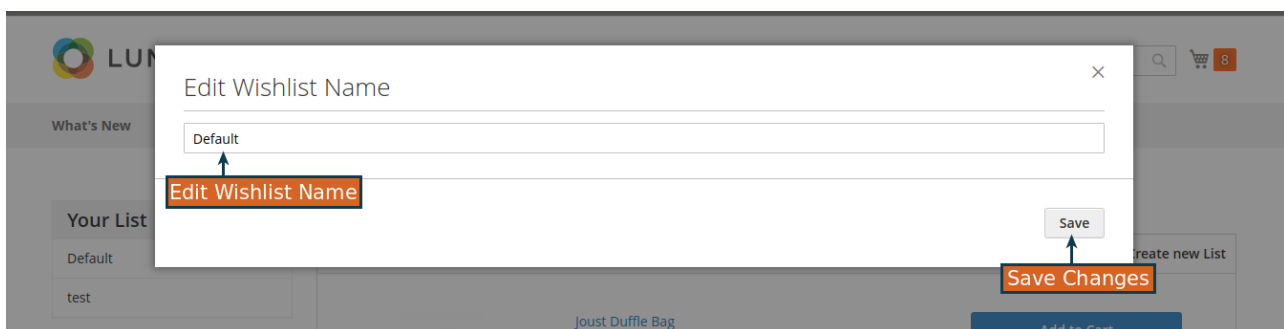 LUM
8
Edit Wishlist Name
What's New
Default
Edit Wishlist Name
Your List
Save
Default
Create new List
Save Changes
test
Joust Duffle Bag
Add to Cart